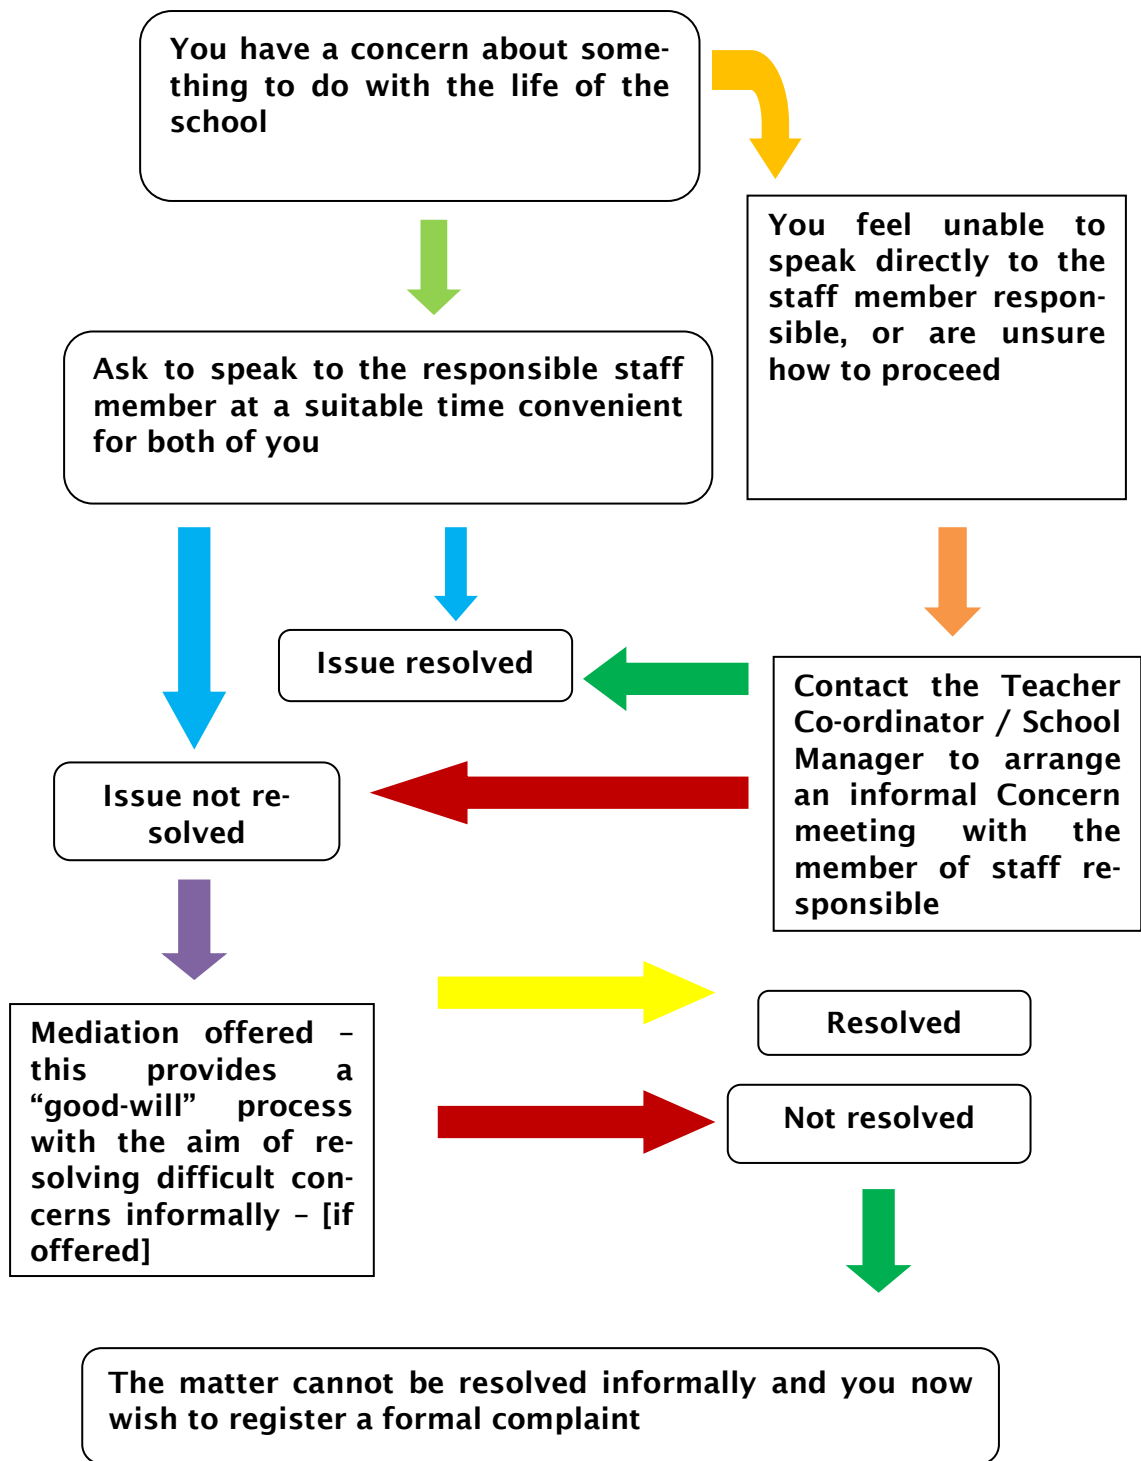 You have a concern about some-
thing to do with the life of the
school
You feel unable to
speak directly to the
staff member respon-
sible, or are unsure
how to proceed
Ask to speak to the responsible staff
member at a suitable time convenient
for both of you
Issue resolved
Contact the Teacher
Co-ordinator / School
Manager to arrange
an informal Concern
meeting with the
member of staff re-
sponsible
Issue not re-
solved
Mediation offered –
this provides a
“good-will” process
with the aim of re-
solving difficult con-
cerns informally – [if
offered]
Resolved
Not resolved
The matter cannot be resolved informally and you now
wish to register a formal complaint